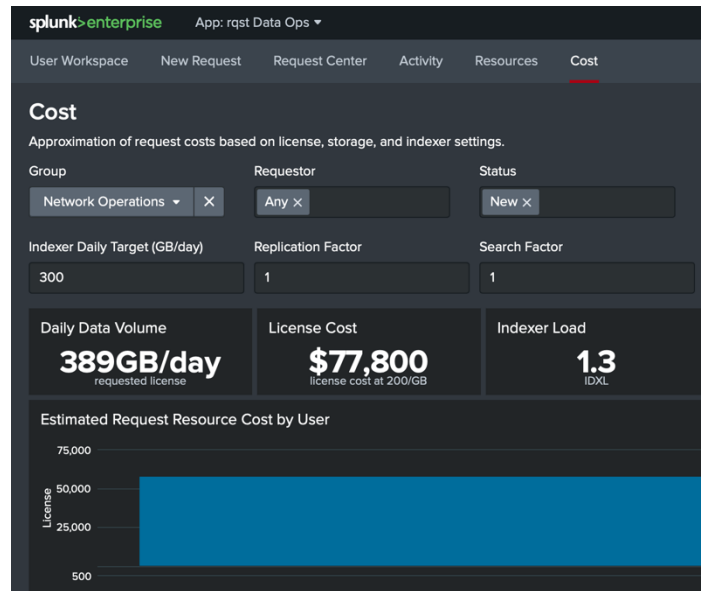 splunk>enterprise App: rqst Data Ops ▾
User Workspace New Request Request Center Activity Resources Cost
Cost
Approximation of request costs based on license, storage, and indexer settings.
Group Requestor Status
Network Operations ▾ × Any × New ×
Indexer Daily Target (GB/day) Replication Factor Search Factor
300 1 1
Daily Data Volume License Cost Indexer Load
389GB/day $77,800 1.3
requested license license cost at 200/GB IDXL
Estimated Request Resource Cost by User
75,000
50,000
License
25,000
500